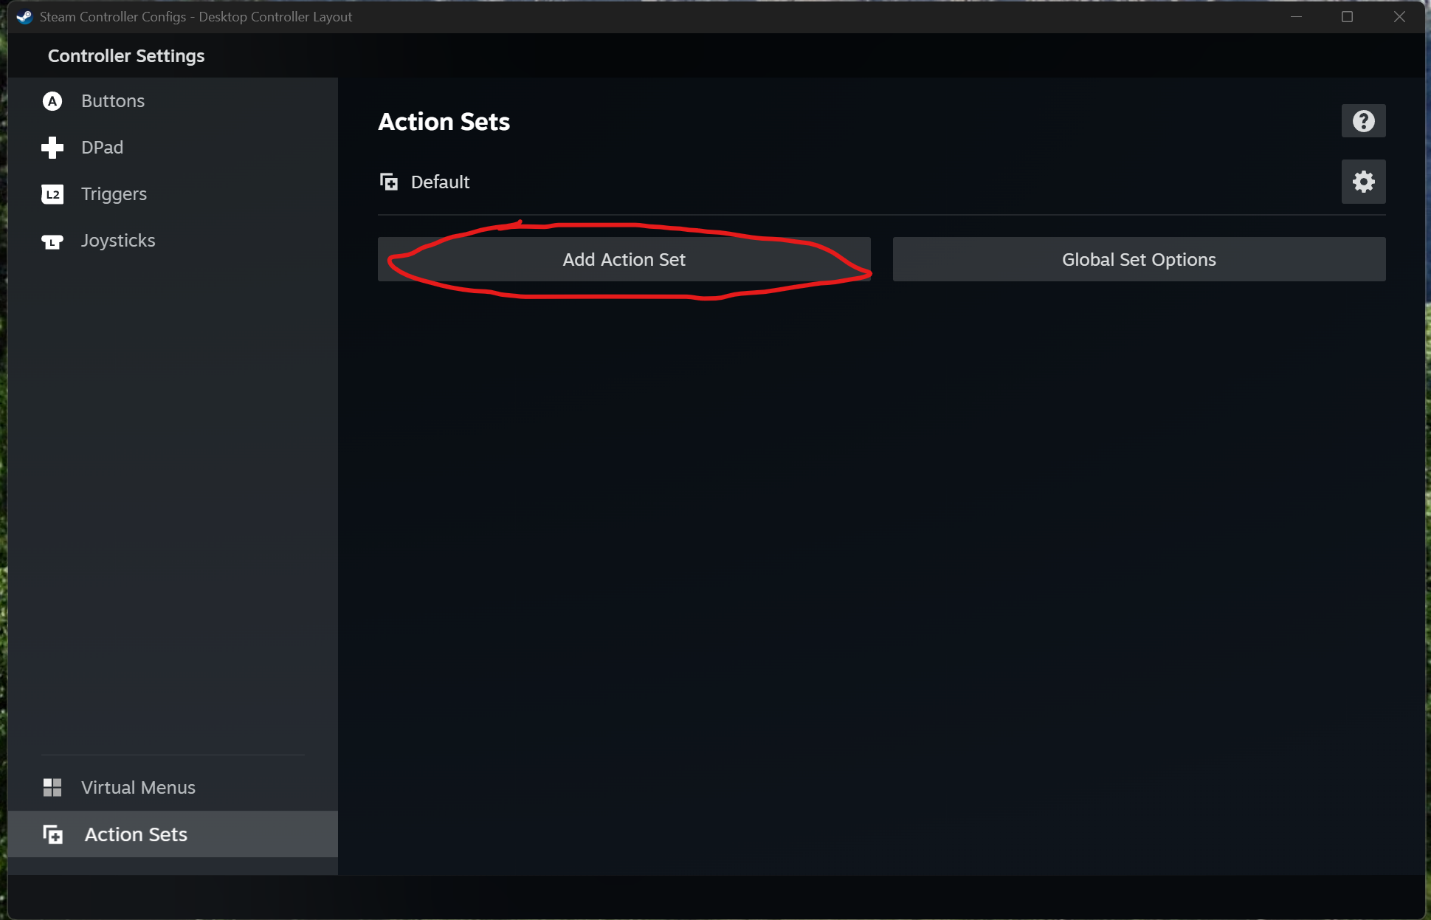 Steam Controller Configs - Desktop Controller Layout
Controller Settings
A Buttons
DPad
L2 Triggers
L Joysticks
Action Sets
?
Default
Add Action Set
Global Set Options
Virtual Menus
Action Sets